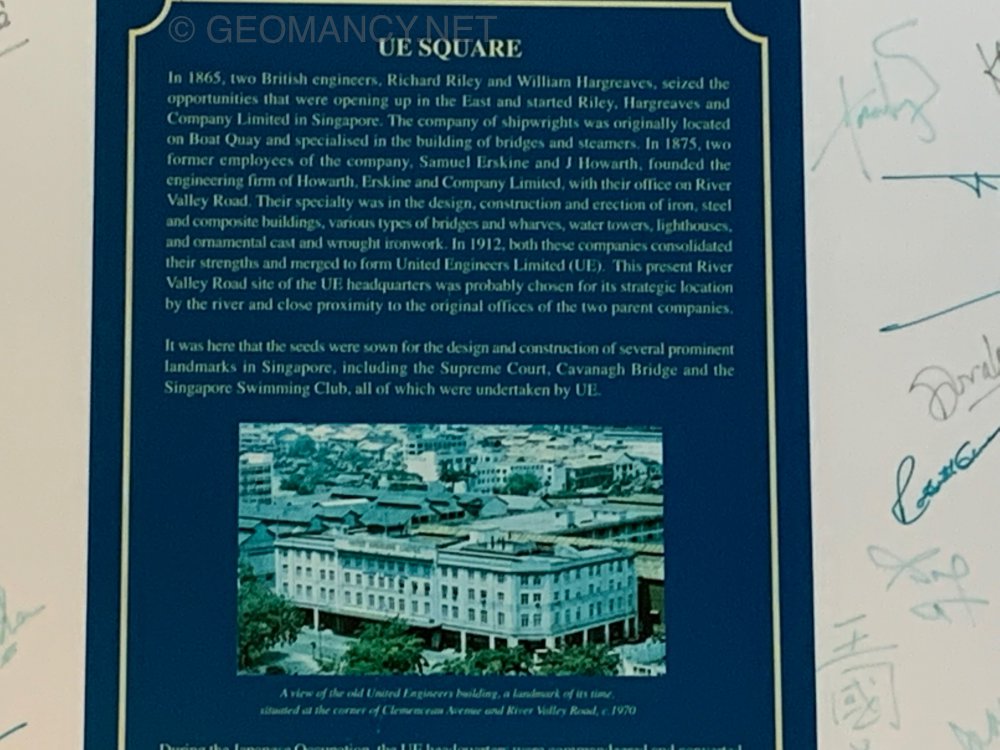 © GEOMANCY.NET
UE SQUARE
In 1865, two British engineers, Richard Riley and William Hargreaves, seized the
opportunities that were opening up in the East and started Riley, Hargreaves and
Company Limited in Singapore. The company of shipwrights was originally located
on Boat Quay and specialised in the building of bridges and steamers. In 1875, two
former employees of the company, Samuel Erskine and J Howarth, founded the
engineering firm of Howarth, Erskine and Company Limited, with their office on River
Valley Road. Their specialty was in the design, construction and erection of iron, steel
and composite buildings, various types of bridges and wharves, water towers, lighthouses,
and ornamental cast and wrought ironwork. In 1912, both these companies consolidated
their strengths and merged to form United Engineers Limited (UE). This present River
Valley Road site of the UE headquarters was probably chosen for its strategic location
by the river and close proximity to the original offices of the two parent companies.
It was here that the seeds were sown for the design and construction of several prominent
landmarks in Singapore, including the Supreme Court, Cavanagh Bridge and the
Singapore Swimming Club, all of which were undertaken by UE.
A view of the old United Engineers building, a landmark of its time,
situated at the corner of Clemenceau Avenue and River Valley Road, c.1970
During the Japanese Occupation, the UE headquarters were commandeered and converted